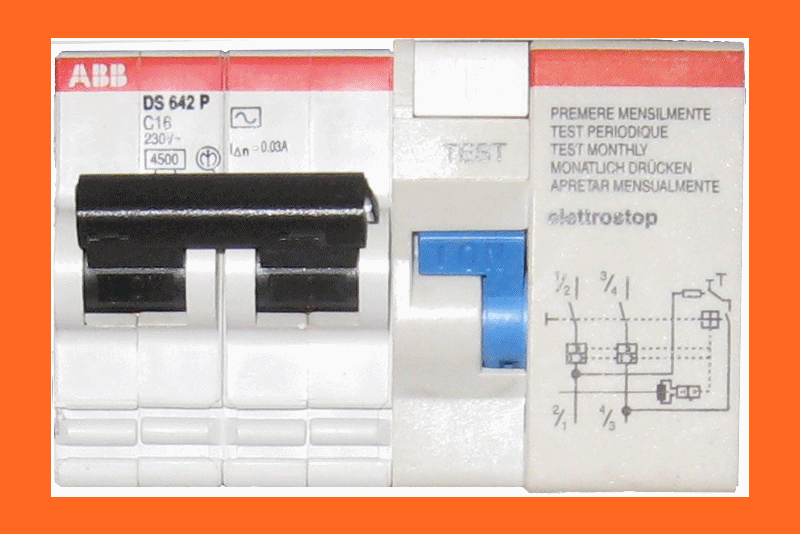 ABB
DS 642 P
C16
230V~
4500
I∆n = 0.03A
TEST
PREMERE MENSILMENTE
TEST PERIODIQUE
TEST MONTHLY
MONATLICH DRÜCKEN
APRETAR MENSUALMENTE
elettrostop
1/2 3/4
T
2/1 4/3